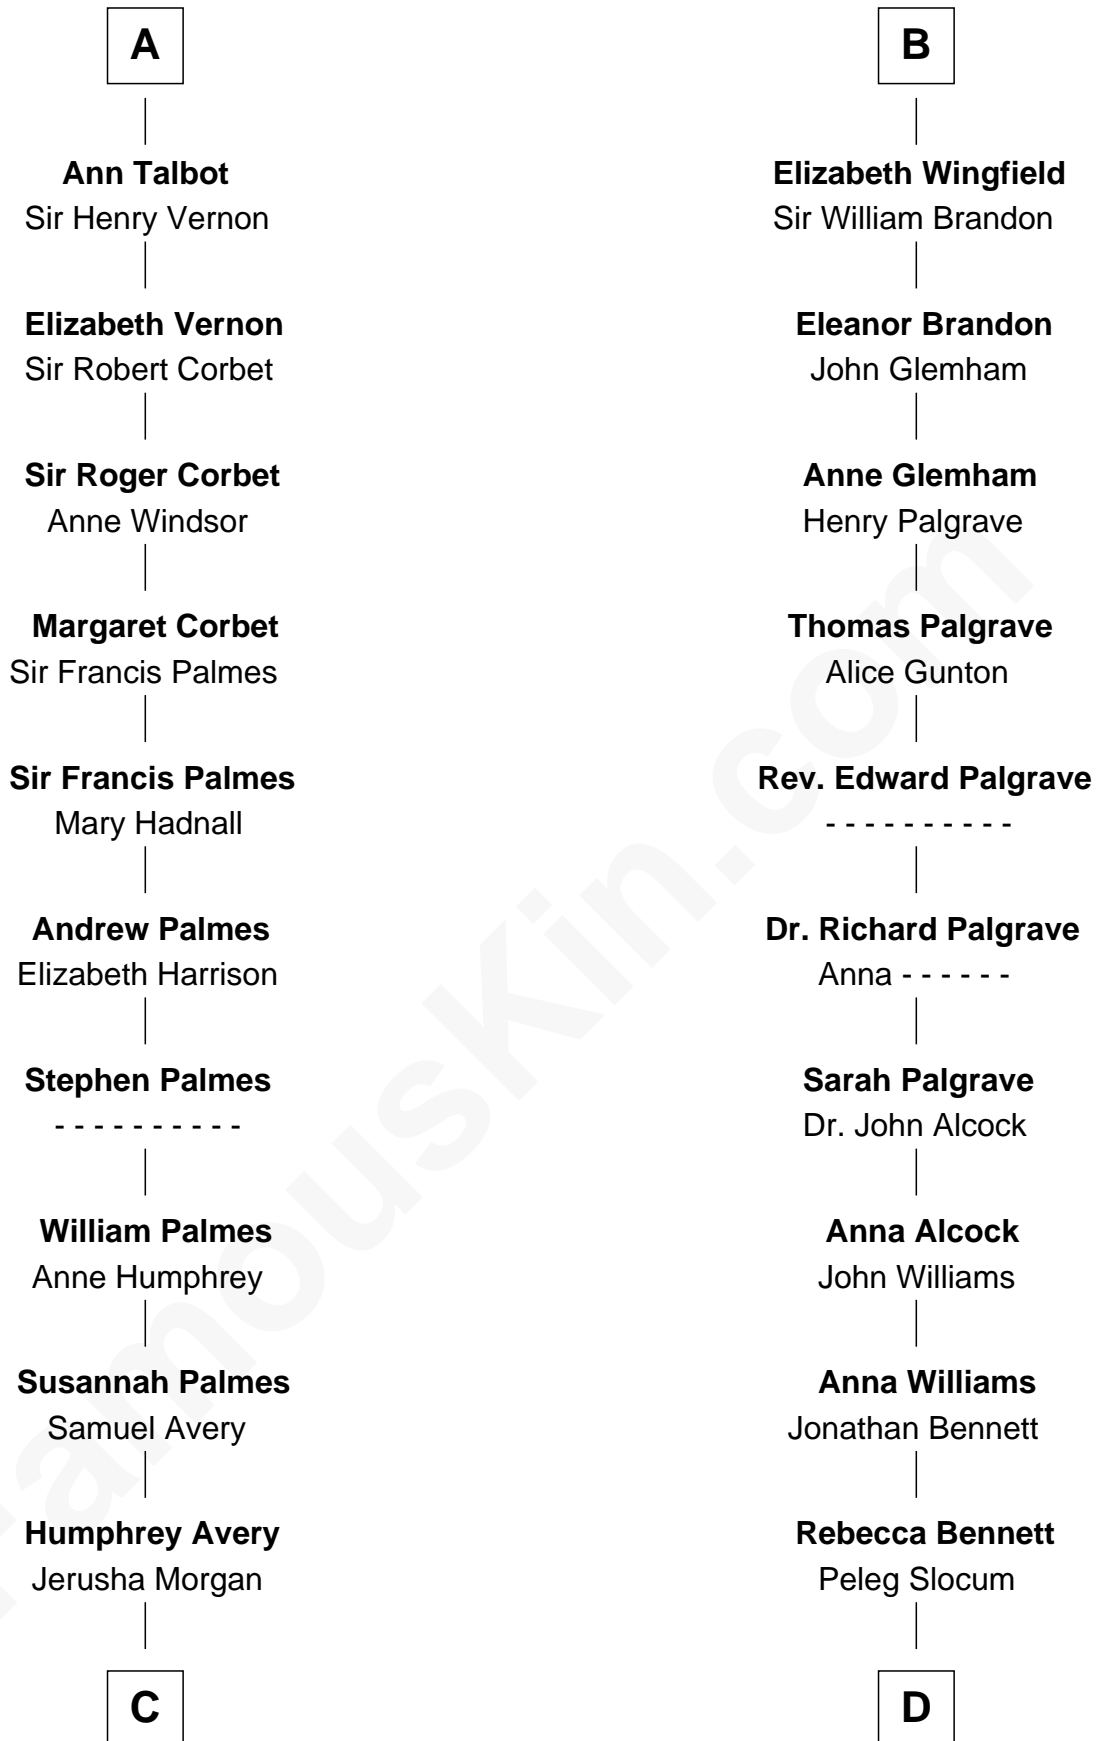 A
Ann Talbot
Sir Henry Vernon
Elizabeth Vernon
Sir Robert Corbet
Sir Roger Corbet
Anne Windsor
Margaret Corbet
Sir Francis Palmes
Sir Francis Palmes
Mary Hadnall
Andrew Palmes
Elizabeth Harrison
Stephen Palmes
- - - - - - - - - -
William Palmes
Anne Humphrey
Susannah Palmes
Samuel Avery
Humphrey Avery
Jerusha Morgan
C
B
Elizabeth Wingfield
Sir William Brandon
Eleanor Brandon
John Glemham
Anne Glemham
Henry Palgrave
Thomas Palgrave
Alice Gunton
Rev. Edward Palgrave
- - - - - - - - - -
Dr. Richard Palgrave
Anna - - - - - -
Sarah Palgrave
Dr. John Alcock
Anna Alcock
John Williams
Anna Williams
Jonathan Bennett
Rebecca Bennett
Peleg Slocum
D
FamousKin.com